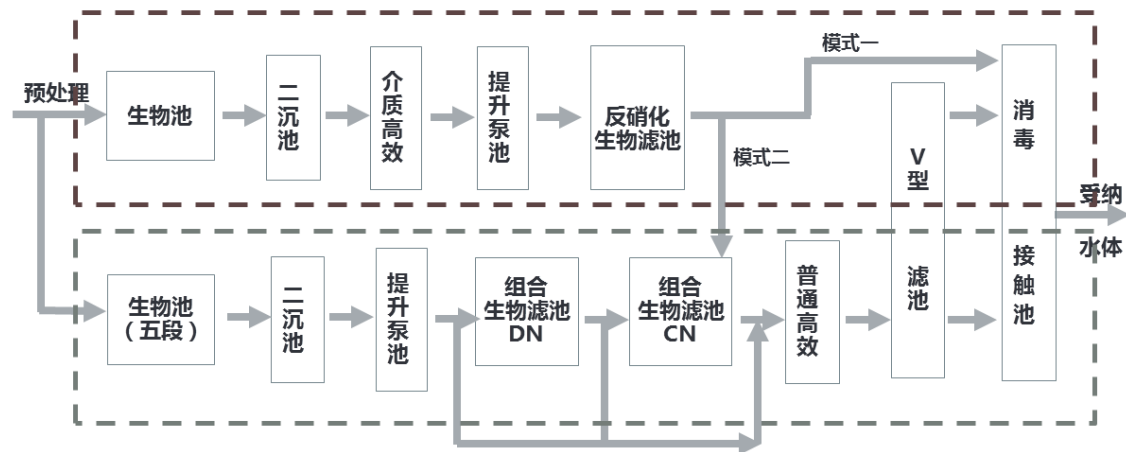 预处理
生物池
二沉池
介质高效
提升泵池
反硝化
生物滤池
模式一
模式二
V型
滤池
消毒
接触池
受纳
水体
生物池
（五段）
二沉池
提升泵池
组合
生物滤池
DN
组合
生物滤池
CN
普通高效